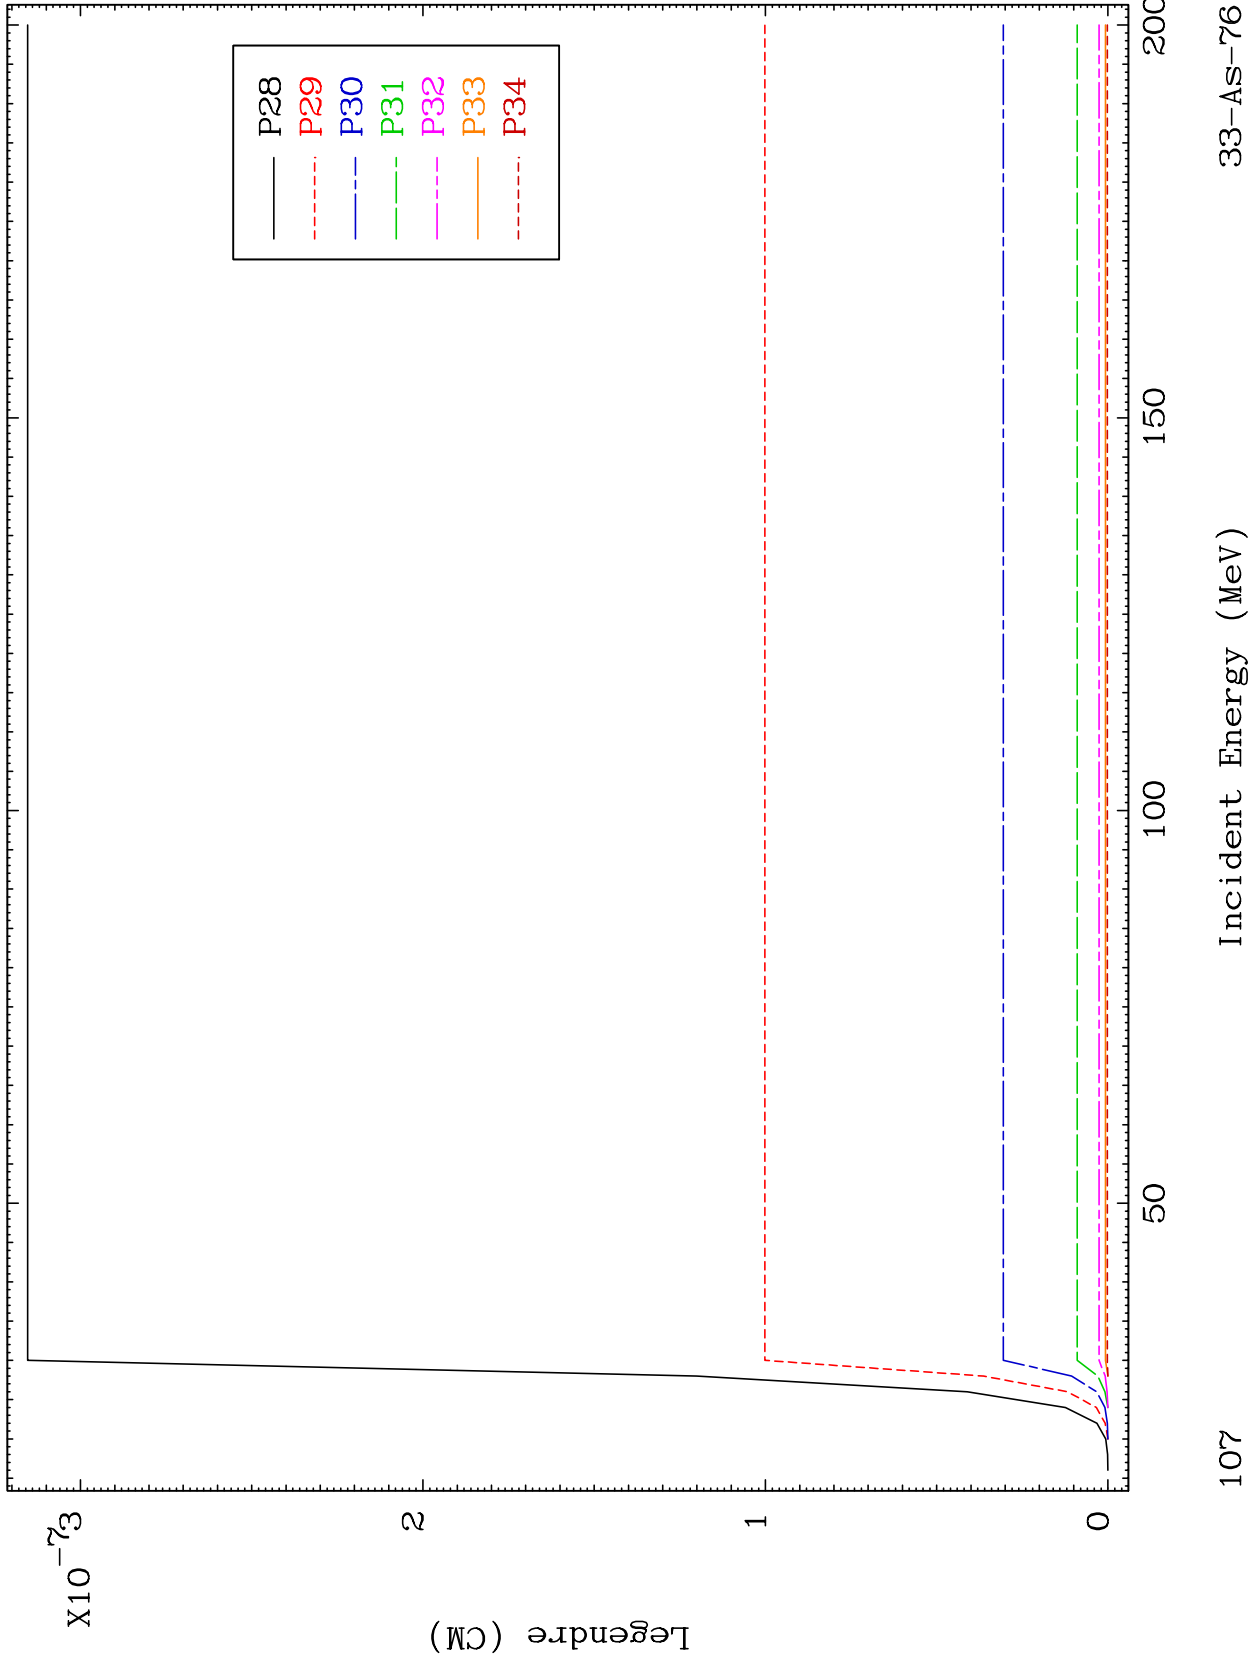 X10-7
3
2
1
0
Legendre (CM)
P28
P29
P30
P31
P32
P33
P34
50
100
150
200
Incident Energy (MeV)
107
33-As-76